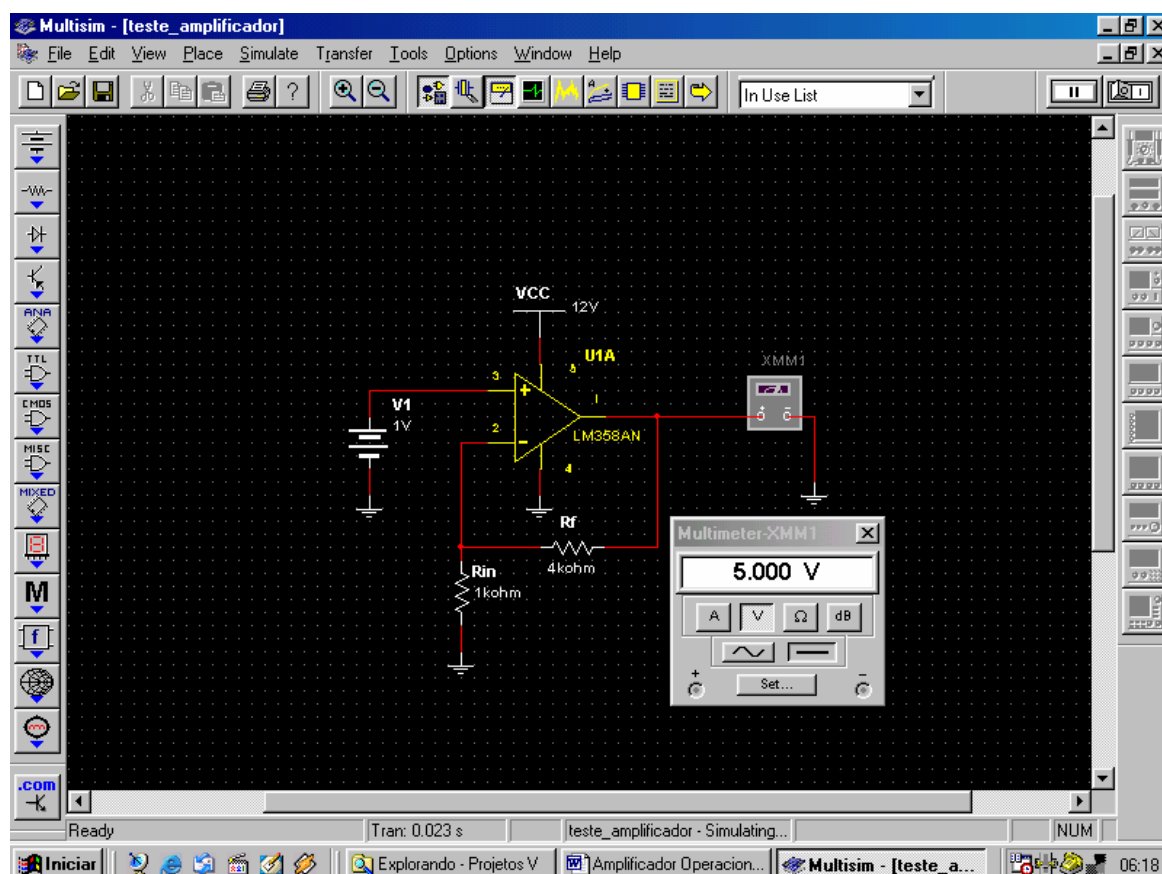 Multisim - [teste_amplificador]
File Edit View Place Simulate Transfer Tools Options Window Help
? In Use List
ANA
TTL
CMOS
MISC
MIXED
M
f
.com
VCC
12V
U1A
8
3
1
2
4
LM358AN
V1
1V
XMM1
Rf
4kohm
Rin
1kohm
Multimeter-XMM1
5.000 V
A V Ω dB
+ Set... -
Ready Tran: 0.023 s teste_amplificador - Simulating... NUM
Iniciar Explorando - Projetos V Amplificador Operacion... Multisim - [teste_a... 06:18